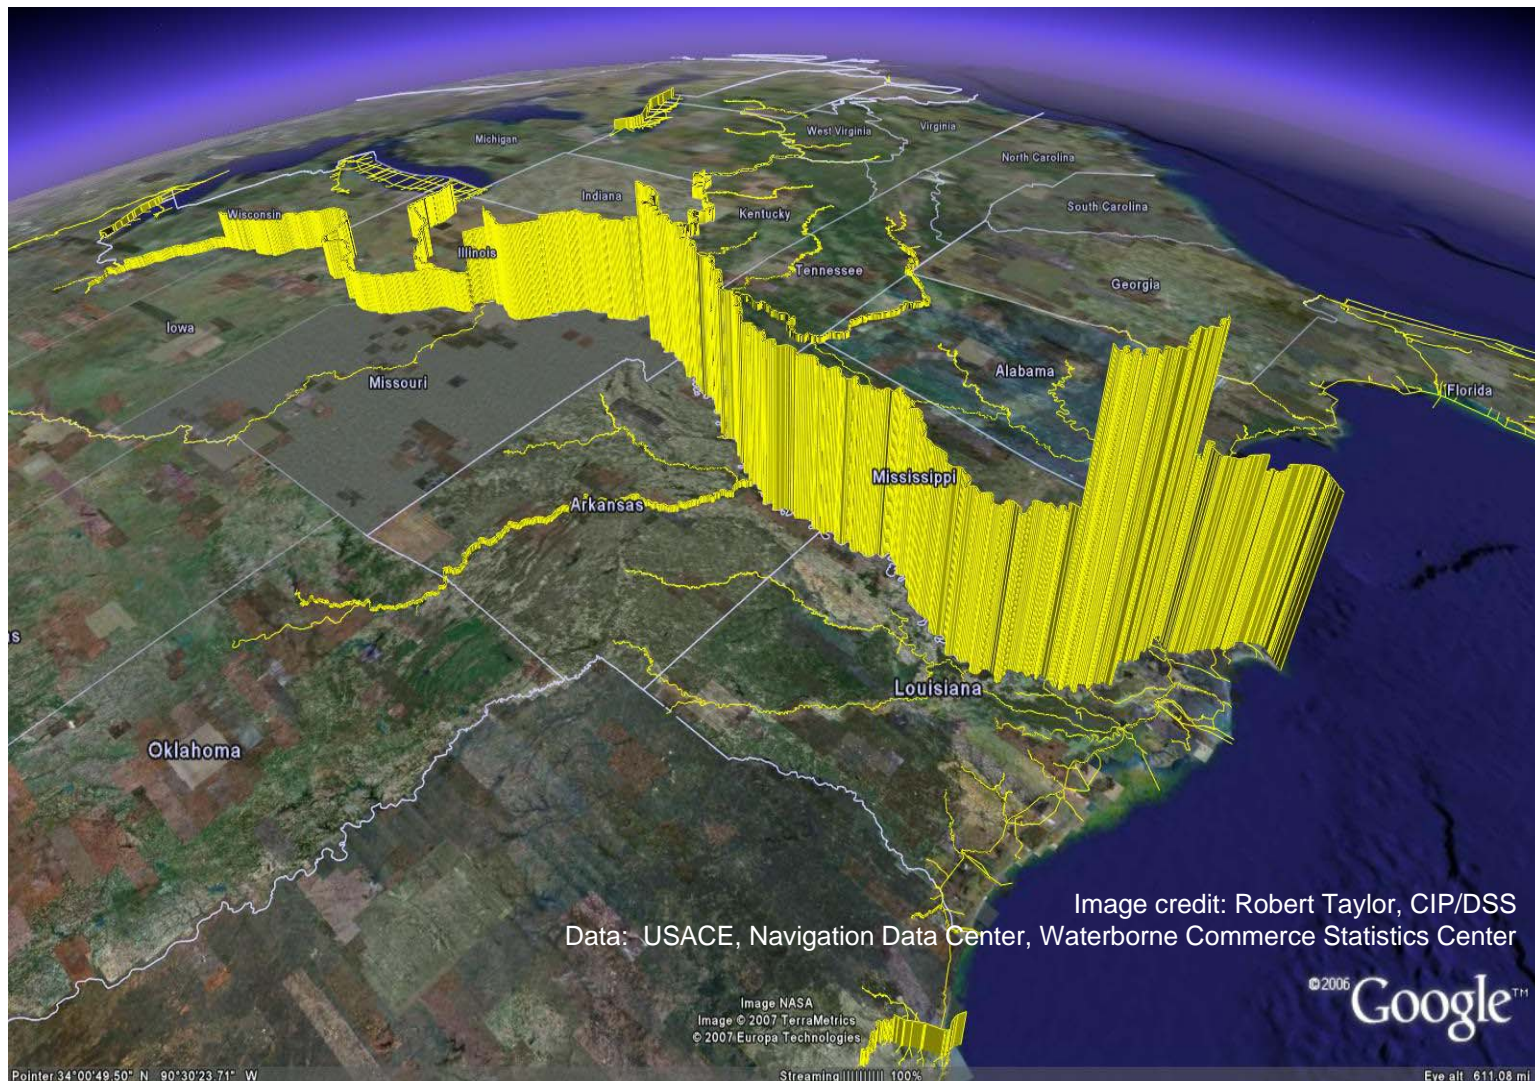 Michigan
West Virginia
Virginia
North Carolina
Wisconsin
Indiana
Kentucky
South Carolina
Illinois
Tennessee
Georgia
Iowa
Missouri
Alabama
Florida
Mississippi
Arkansas
as
Louisiana
Oklahoma
Image credit: Robert Taylor, CIP/DSS
Data: USACE, Navigation Data Center, Waterborne Commerce Statistics Center
©2006 Google™
Image NASA
Image © 2007 TerraMetrics
© 2007 Europa Technologies
Pointer 34°00'49.50" N 90°30'23.71" W
Streaming |||||||||| 100%
Eye alt 611.08 mi